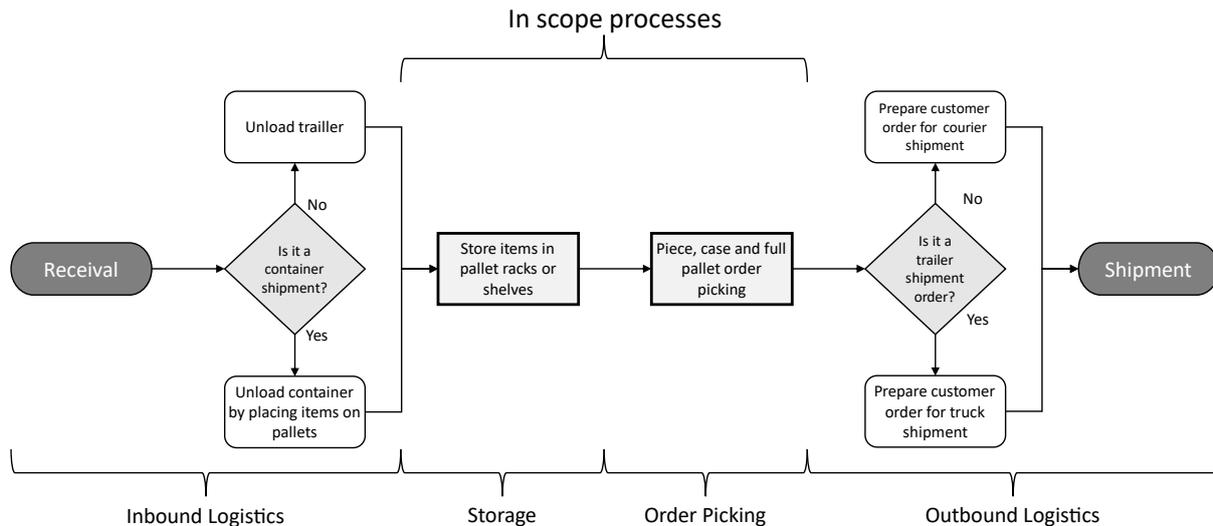 In scope processes
Unload trailler
Prepare customer
order for courier
shipment
No
No
Receival
Is it a
container
shipment?
Store items in
pallet racks or
shelves
Piece, case and full
pallet order
picking
Is it a
trailer
shipment
order?
Shipment
Yes
Yes
Unload container
by placing items on
pallets
Prepare customer
order for truck
shipment
Inbound Logistics
Storage
Order Picking
Outbound Logistics